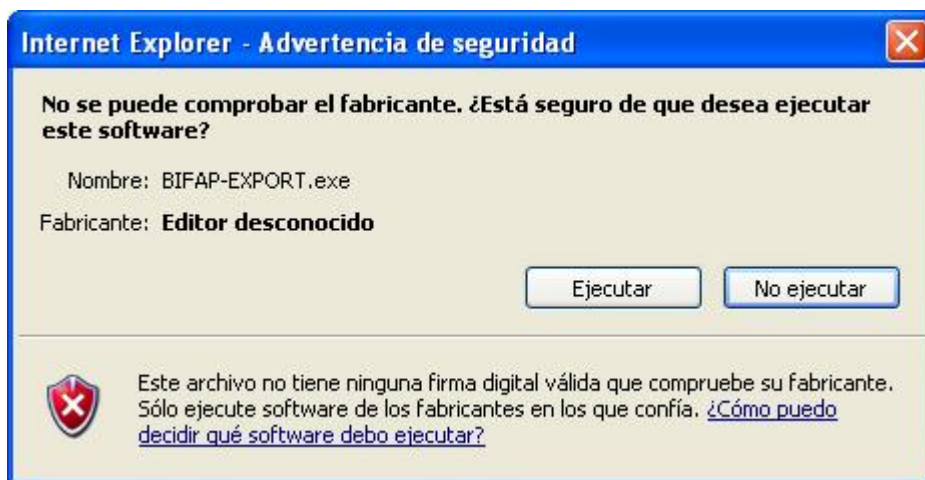 Internet Explorer - Advertencia de seguridad
No se puede comprobar el fabricante. ¿Está seguro de que desea ejecutar
este software?
Nombre: BIFAP-EXPORT.exe
Fabricante: Editor desconocido
Ejecutar No ejecutar
Este archivo no tiene ninguna firma digital válida que compruebe su fabricante.
Sólo ejecute software de los fabricantes en los que confía. ¿Cómo puedo
decidir qué software debo ejecutar?